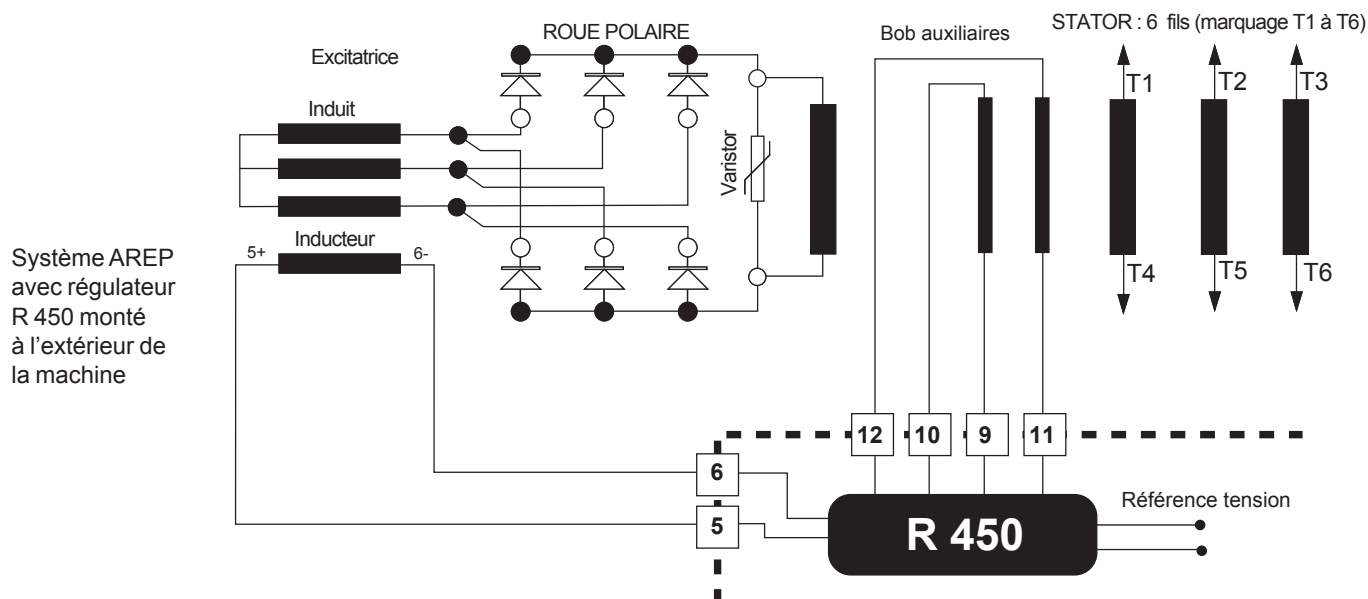 STATOR : 6 fils (marquage T1 à T6)
ROUE POLAIRE
Bob auxiliaires
Excitatrice
T1
T2
T3
Induit
Varistor
Inducteur
5+
6-
T4
T5
T6
Système AREP
avec régulateur
R 450 monté
à l’extérieur de
la machine
12
10
9
11
6
5
R 450
Référence tension